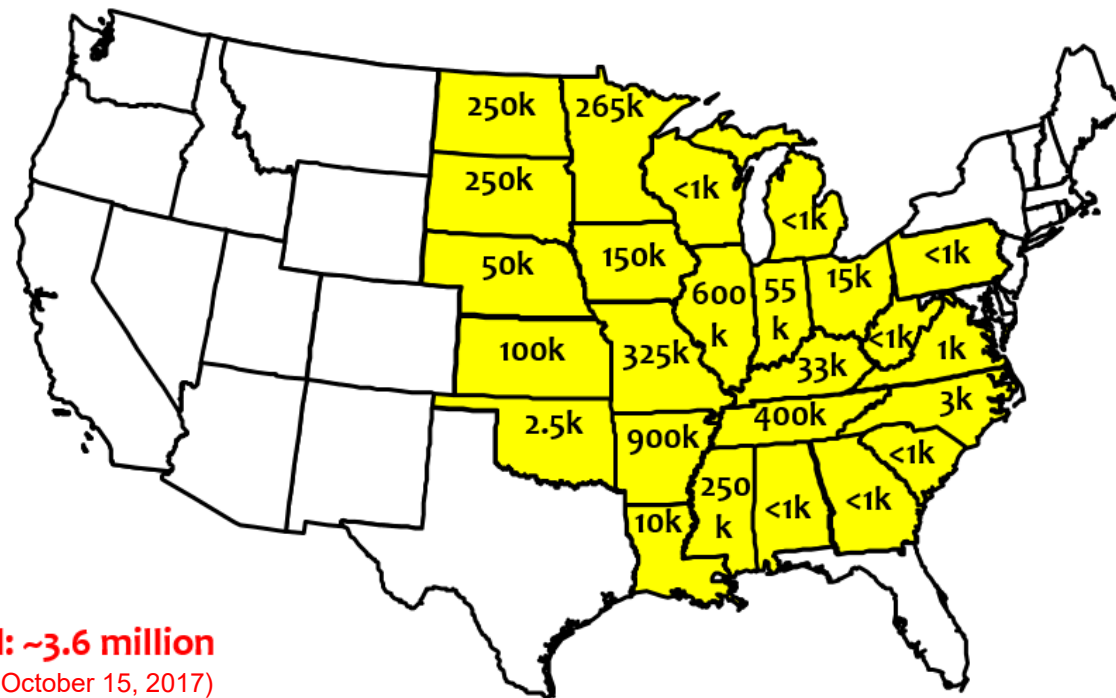 250k
265k
250k
<1k
<1k
50k
150k
<1k
600
k
55
k
15k
100k
325k
33k
<1k
1k
2.5k
900k
400k
3k
<1k
250
k
10k
<1k
<1k
: ~3.6 million
October 15, 2017)